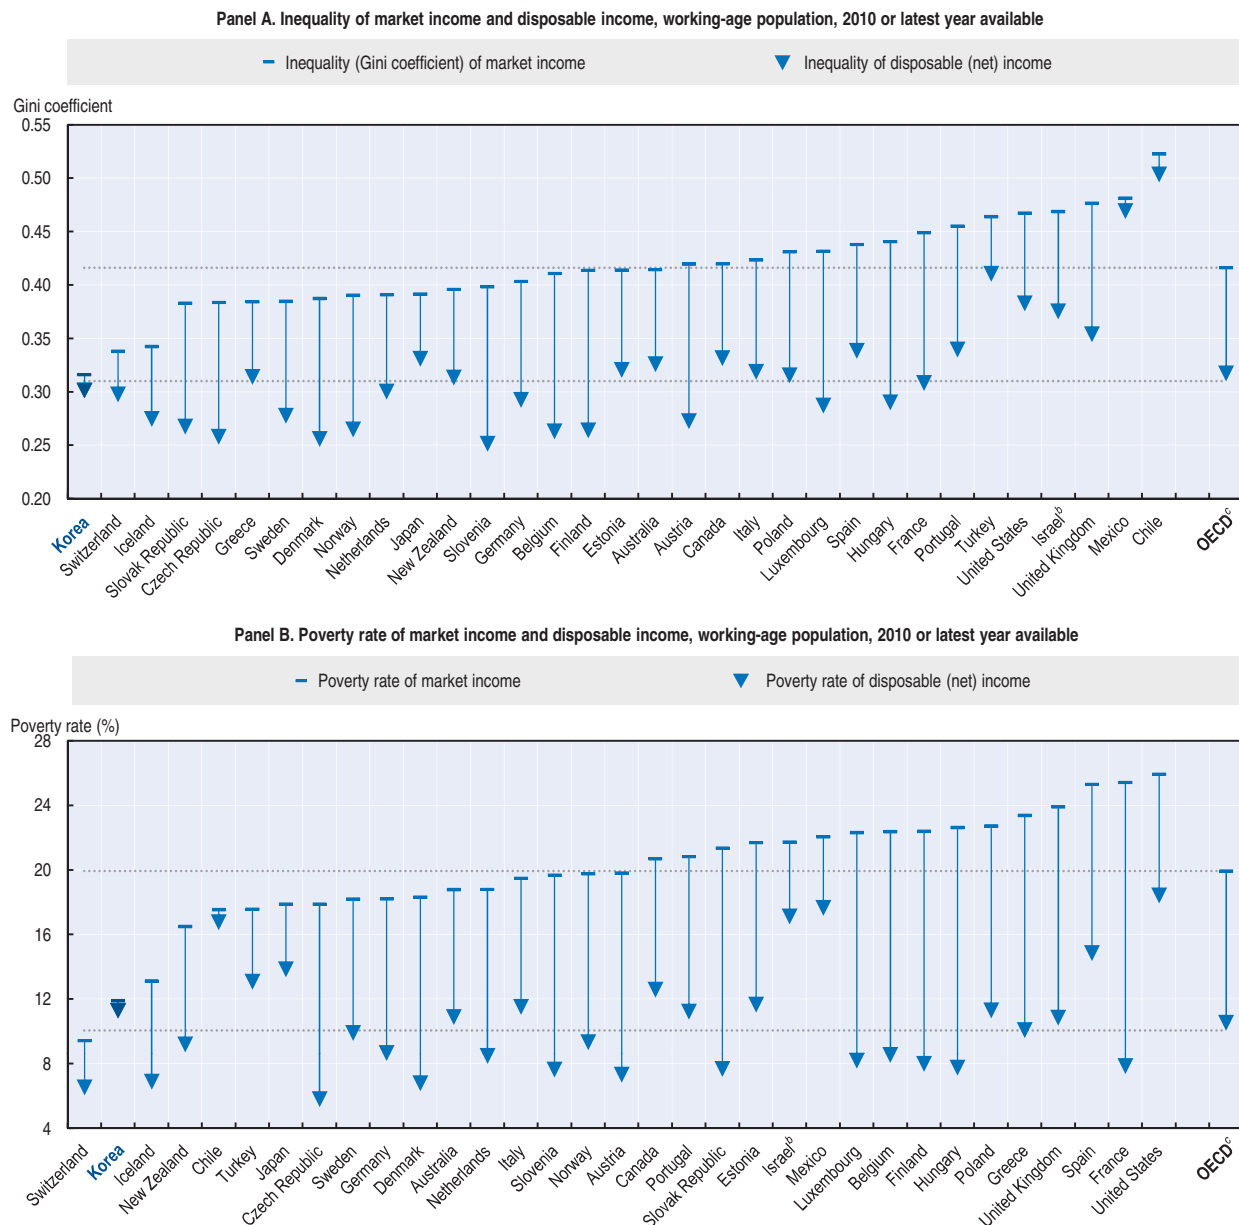 Panel A. Inequality of market income and disposable income, working-age population, 2010 or latest year available
Inequality (Gini coefficient) of market income
Inequality of disposable (net) income
Gini coefficient
0.55
0.50
0.45
0.40
0.35
0.30
0.25
0.20
Korea
Switzerland
Iceland
Slovak Republic
Czech Republic
Greece
Sweden
Denmark
Norway
Netherlands
Japan
New Zealand
Slovenia
Germany
Belgium
Finland
Estonia
Australia
Austria
Canada
Italy
Poland
Luxembourg
Spain
Hungary
France
Portugal
Turkey
United States
Israelᵇ
United Kingdom
Mexico
Chile
OECDᶜ
Panel B. Poverty rate of market income and disposable income, working-age population, 2010 or latest year available
Poverty rate of market income
Poverty rate of disposable (net) income
Poverty rate (%)
28
24
20
16
12
8
4
Switzerland
Korea
Iceland
New Zealand
Chile
Turkey
Japan
Czech Republic
Sweden
Germany
Denmark
Australia
Netherlands
Italy
Slovenia
Norway
Austria
Canada
Portugal
Slovak Republic
Estonia
Israelᵇ
Mexico
Luxembourg
Belgium
Finland
Hungary
Poland
Greece
United Kingdom
Spain
France
United States
OECDᶜ